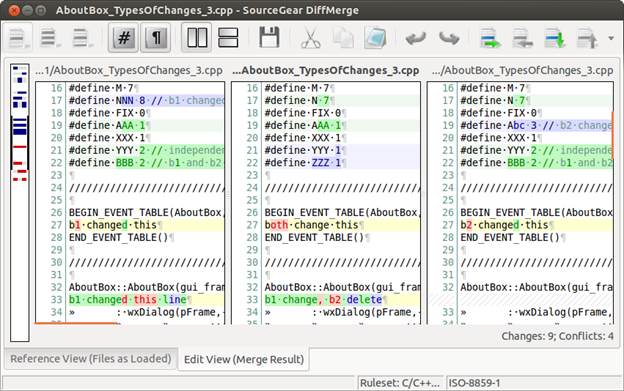 AboutBox_TypesOfChanges_3.cpp - SourceGear DiffMerge
# ¶
...1/AboutBox_TypesOfChanges_3.cpp
16 #define·M·7¶
17 #define·NNN·8·//·b1·changed
18 #define·FIX·0¶
19 #define·AAA·1¶
20 #define·XXX·1¶
21 #define·YYY·2·//·independen
22 #define·BBB·2·//·b1·and·b2
23 ¶
24 ///////////////////////////
25 ¶
26 BEGIN_EVENT_TABLE(AboutBox,
27 b1·changed·this¶
28 END_EVENT_TABLE()¶
29 ¶
30 ///////////////////////////
31 ¶
32 AboutBox::AboutBox(gui_fram
33 b1·changed·this·line¶
34 » :·wxDialog(pFrame,·
...AboutBox_TypesOfChanges_3.cpp
16 #define·M·7¶
17 #define·N·7¶
18 #define·FIX·0¶
19 #define·AAA·1¶
20 #define·XXX·1¶
21 #define·YYY·1¶
22 #define·ZZZ·1¶
23 ¶
24 ///////////////////////////
25 ¶
26 BEGIN_EVENT_TABLE(AboutBox,
27 both·change·this¶
28 END_EVENT_TABLE()¶
29 ¶
30 ///////////////////////////
31 ¶
32 AboutBox::AboutBox(gui_fram
33 b1·change,·b2·delete¶
34 » :·wxDialog(pFrame,·
.../AboutBox_TypesOfChanges_3.cpp
16 #define·M·7¶
17 #define·N·7¶
18 #define·FIX·0¶
19 #define·Abc·3·//·b2·change
20 #define·XXX·1¶
21 #define·YYY·2·//·independe
22 #define·BBB·2·//·b1·and·b2
23 ¶
24 //////////////////////////
25 ¶
26 BEGIN_EVENT_TABLE(AboutBox
27 b2·changed·this¶
28 END_EVENT_TABLE()¶
29 ¶
30 //////////////////////////
31 ¶
32 AboutBox::AboutBox(gui_fra
33 » :·wxDialog(pFrame,
Changes: 9; Conflicts: 4
Reference View (Files as Loaded)
Edit View (Merge Result)
Ruleset: C/C++...
ISO-8859-1